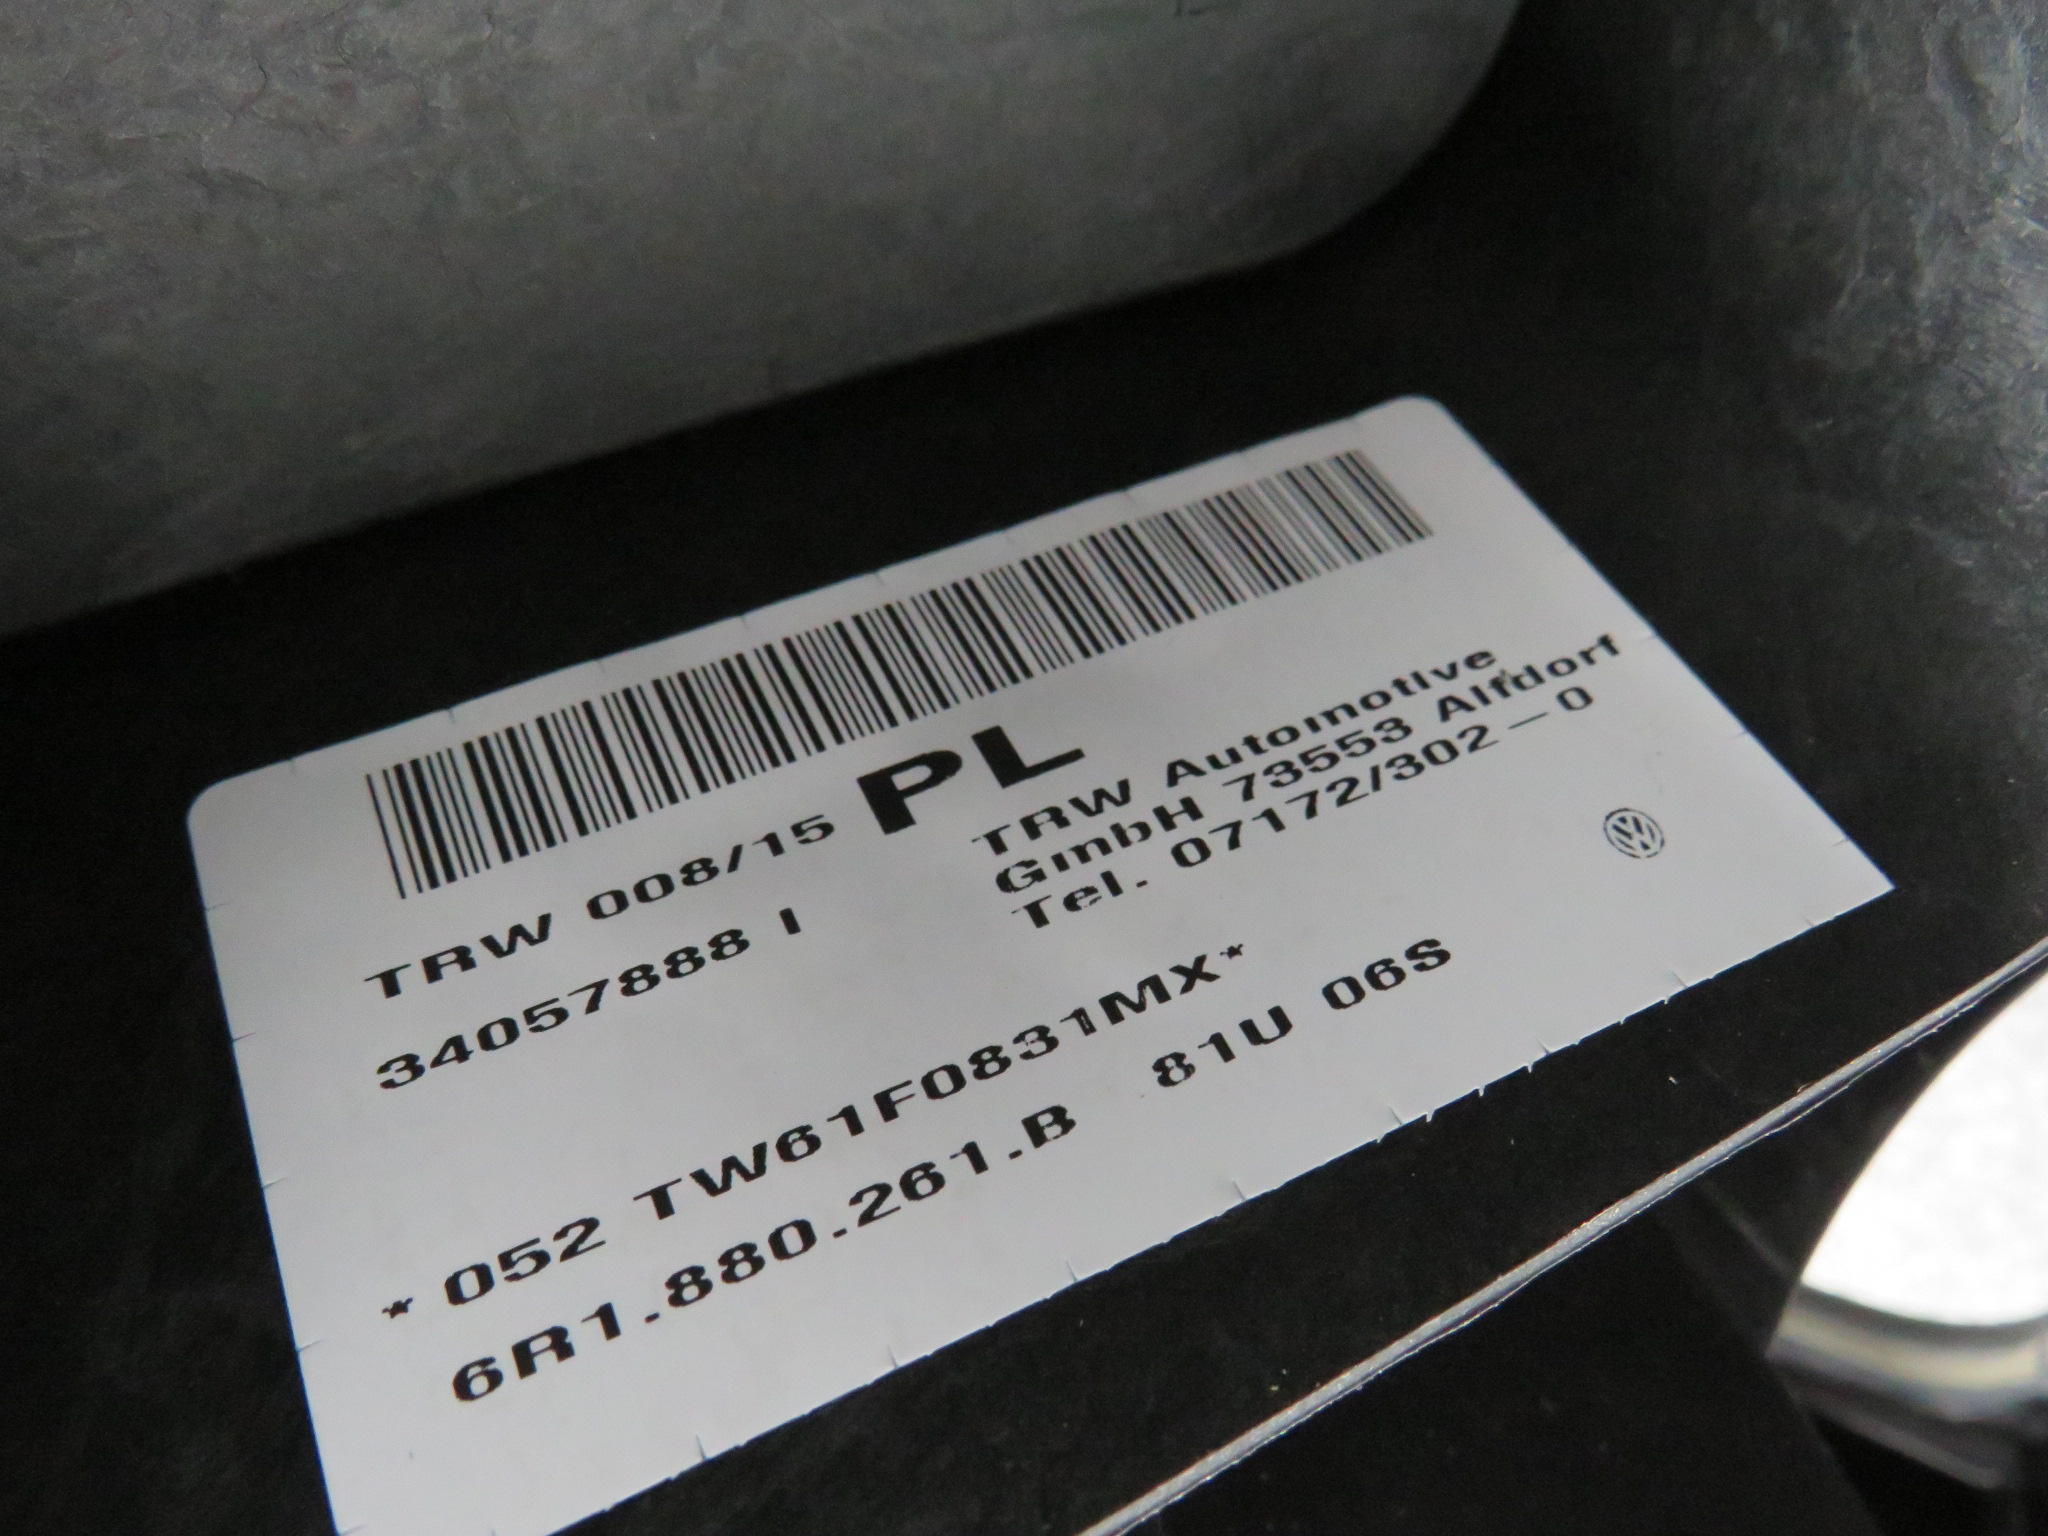 TRW 008/15 PL
34057888 I
TRW Automotive
GmbH 73553 Alfdorf
Tel. 07172/302-0
*052 TW61F0831MX*
6R1.880.261.B 81U 06S